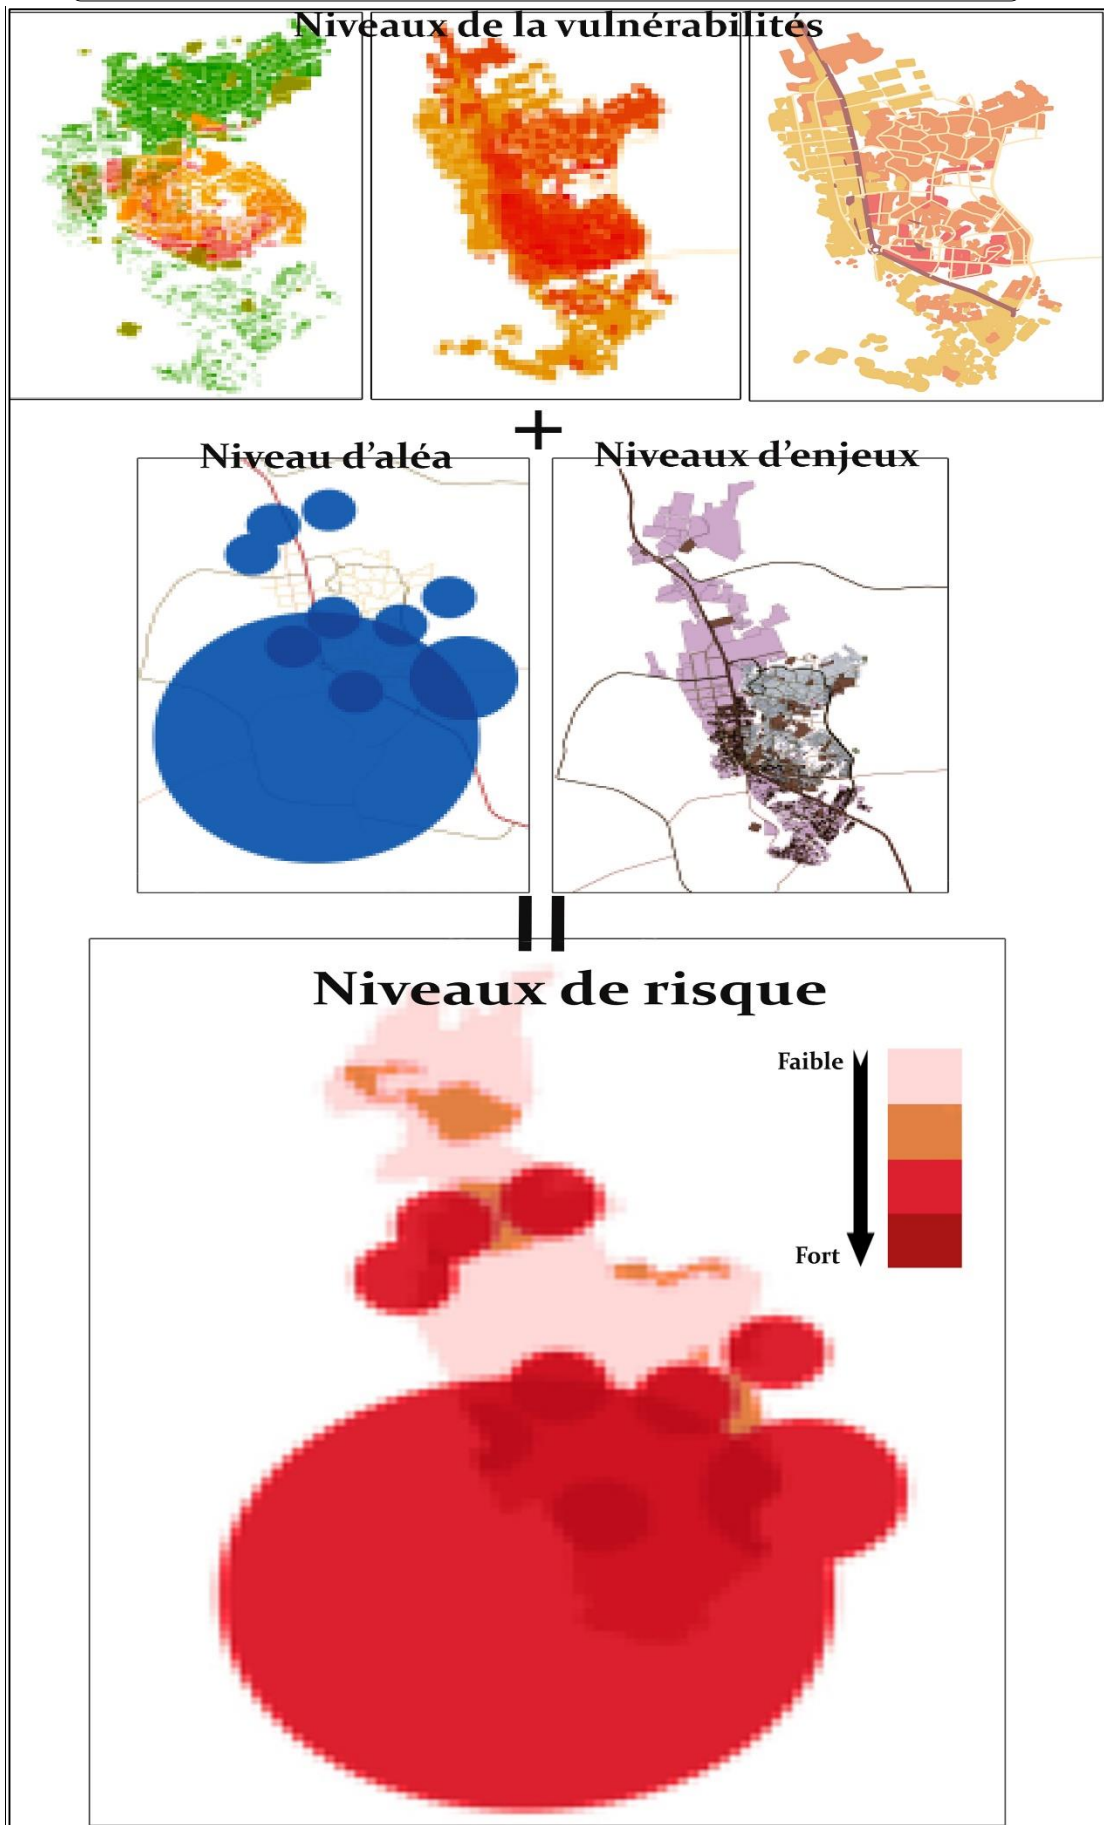 Niveaux de la vulnérabilités
+
Niveau d'aléa
Niveaux d'enjeux
Niveaux de risque
Faible
Fort